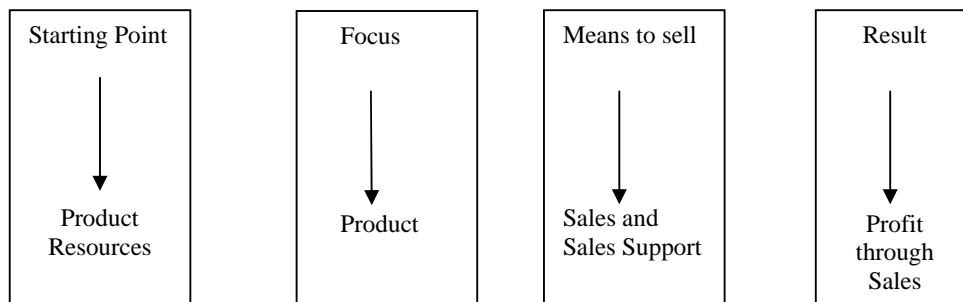 Starting Point
Product
Resources
Focus
Product
Means to sell
Sales and
Sales Support
Result
Profit
through
Sales